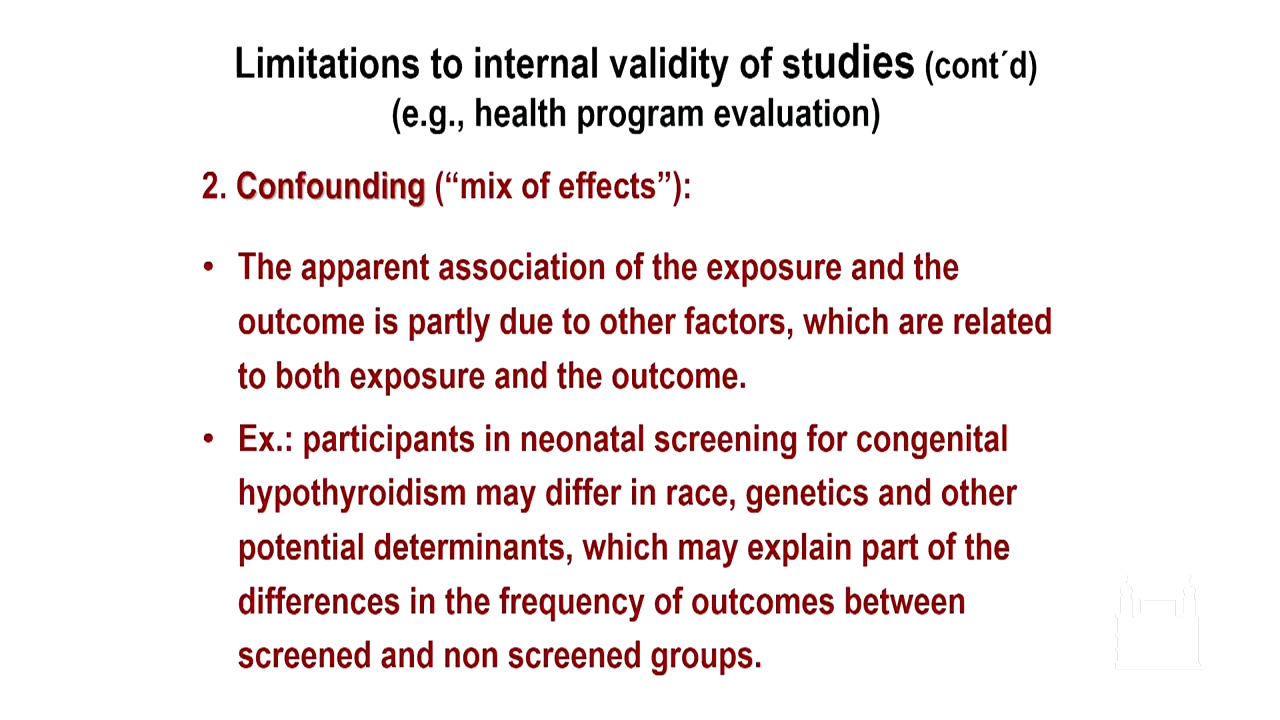 Limitations to internal validity of studies (cont´d)
(e.g., health program evaluation)
2. Confounding (“mix of effects”):
• The apparent association of the exposure and the
outcome is partly due to other factors, which are related
to both exposure and the outcome.
• Ex.: participants in neonatal screening for congenital
hypothyroidism may differ in race, genetics and other
potential determinants, which may explain part of the
differences in the frequency of outcomes between
screened and non screened groups.